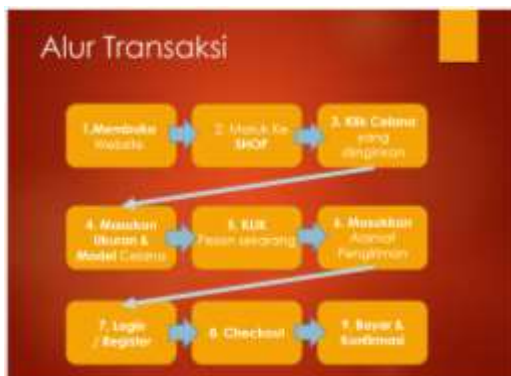 Alur Transaksi
1.Membuka
Website
2. Masuk Ke
SHOP
3. Klik Celana
yang
diinginkan
4. Masukan
Ukuran &
Model Celana
5. KLIK
Pesan sekarang
6. Masukkan
Alamat
Pengiriman
7. Login
/ Register
8. Checkout
9. Bayar &
Konfirmasi